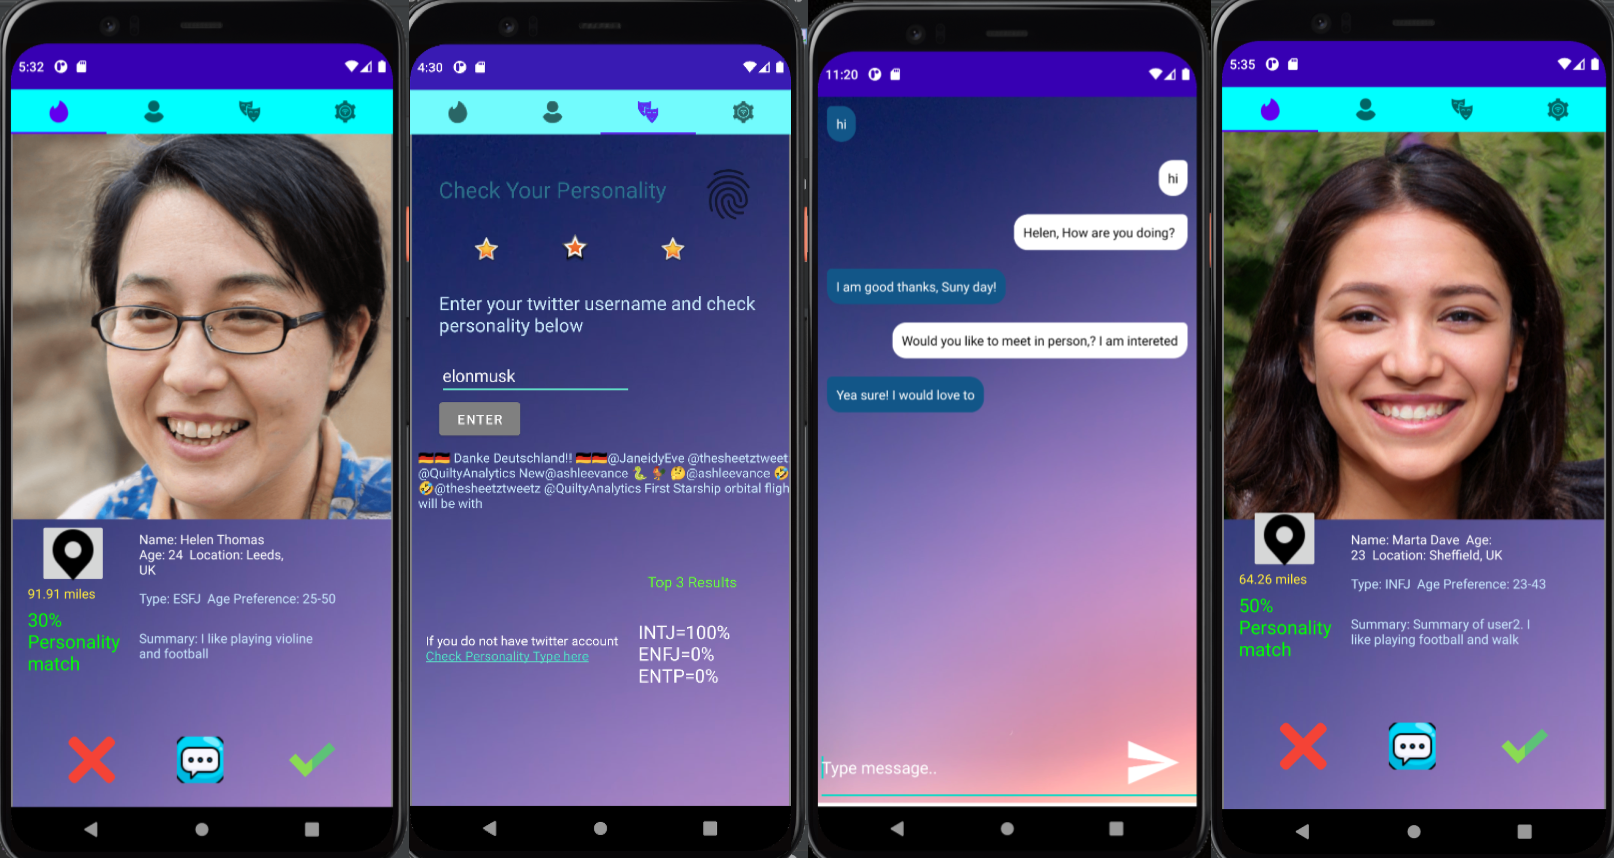 5:32
Name: Helen Thomas
Age: 24 Location: Leeds,
UK
91.91 miles
Type: ESFJ Age Preference: 25-50
30%
Personality
match
Summary: I like playing violine
and football
4:30
Check Your Personality
Enter your twitter username and check
personality below
elonmusk
ENTER
🇩🇪🇩🇪 Danke Deutschland!! 🇩🇪🇩🇪@JaneidyEve @thesheetztweet
@QuiltyAnalytics New@ashleevance 🐍 🐓 🤔@ashleevance 🤣
🤣@thesheetztweetz @QuiltyAnalytics First Starship orbital fligh
will be with
Top 3 Results
If you do not have twitter account
Check Personality Type here
INTJ=100%
ENFJ=0%
ENTP=0%
11:20
hi
hi
Helen, How are you doing?
I am good thanks, Suny day!
Would you like to meet in person,? I am intereted
Yea sure! I would love to
Type message..
5:35
Name: Marta Dave Age:
23 Location: Sheffield, UK
64.26 miles
Type: INFJ Age Preference: 23-43
50%
Personality
match
Summary: Summary of user2. I
like playing football and walk